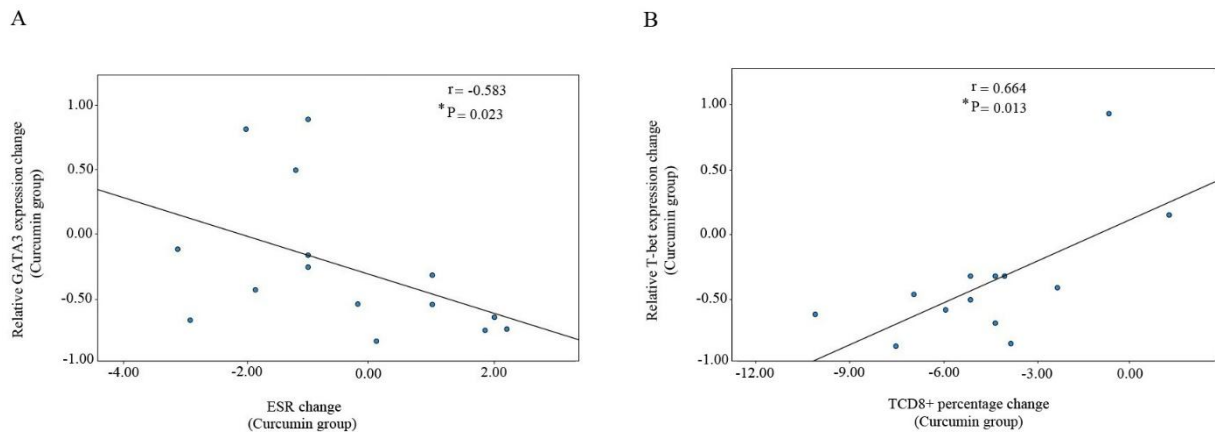 A
r = -0.583
*P = 0.023
1.00
0.50
0.00
-0.50
-1.00
Relative GATA3 expression change
(Curcumin group)
-4.00 -2.00 0.00 2.00
ESR change
(Curcumin group)
B
r = 0.664
*P = 0.013
1.00
0.50
0.00
-0.50
-1.00
Relative T-bet expression change
(Curcumin group)
-12.00 -9.00 -6.00 -3.00 0.00
TCD8+ percentage change
(Curcumin group)